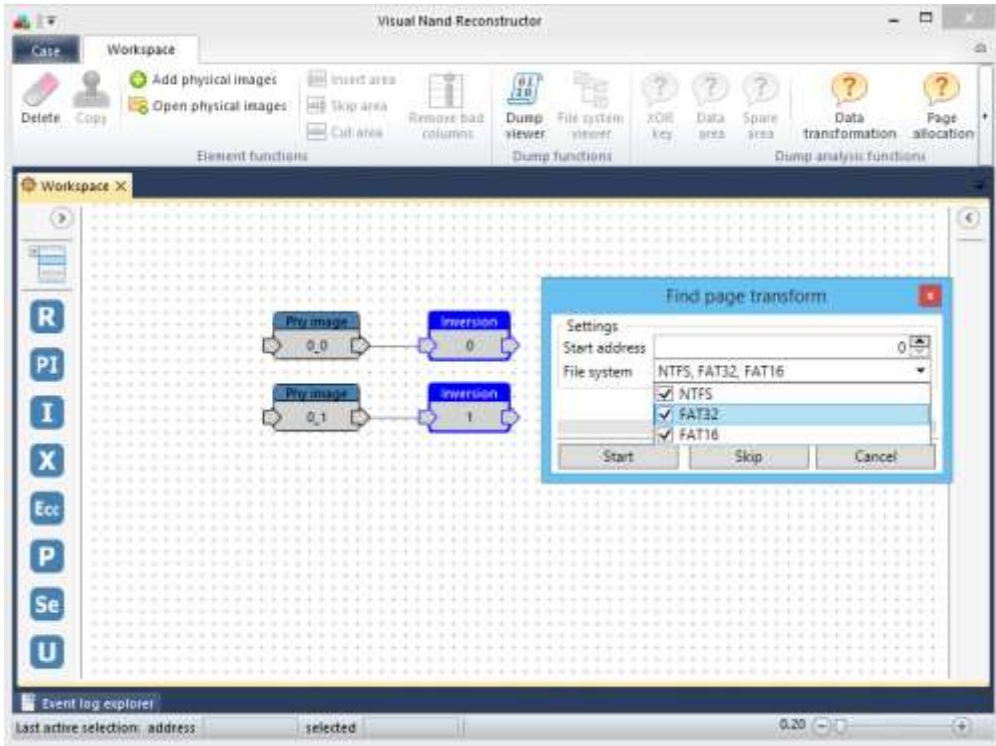 Visual Nand Reconstructor
Case Workspace
Delete
Copy
Add physical images
Open physical images
Insert area
Skip area
Cut area
Remove bad columns
Dump viewer
File system viewer
XOR key
Data area
Spare area
Data transformation
Page allocation
Element functions
Dump functions
Dump analysis functions
Workspace
R
PI
I
X
Ecc
P
Se
U
Phy image
0_0
Inversion
0
Phy image
0_1
Inversion
1
Find page transform
Settings
Start address 0
File system NTFS, FAT32, FAT16
NTFS
FAT32
FAT16
Start Skip Cancel
Event log explorer
Last active selection: address selected 0.20